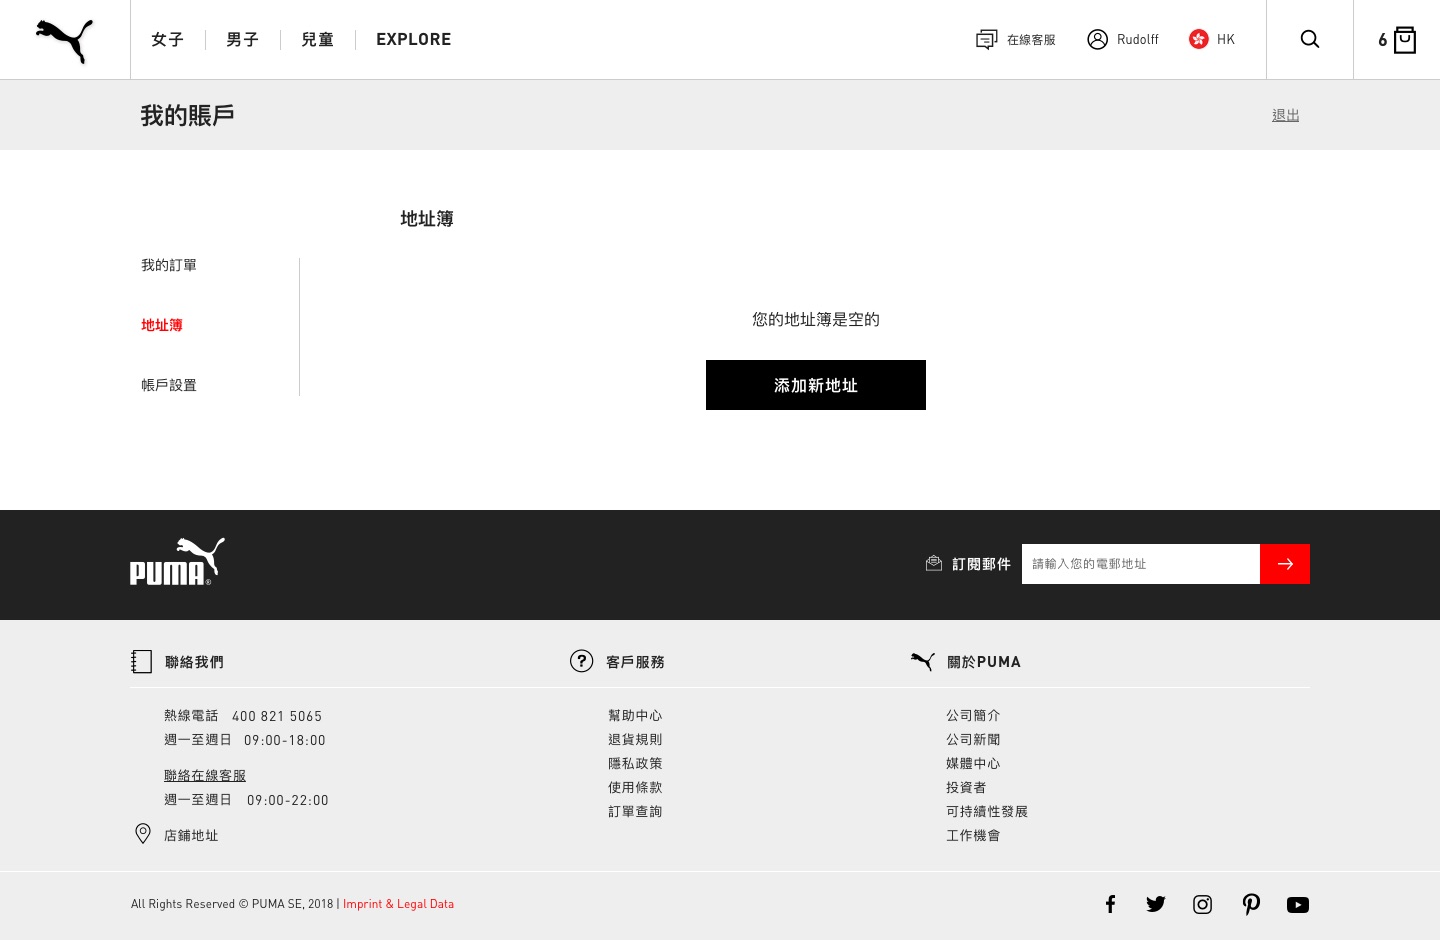 女子 男子 兒童 EXPLORE 在線客服 Rudolff HK 6
我的賬戶 退出
地址簿
我的訂單
地址簿
帳戶設置
您的地址簿是空的
添加新地址
PUMA® 訂閱郵件 請輸入您的電郵地址
聯絡我們 客戶服務 關於PUMA
熱線電話 400 821 5065
週一至週日 09:00-18:00
聯絡在線客服
週一至週日 09:00-22:00
店鋪地址
幫助中心
退貨規則
隱私政策
使用條款
訂單查詢
公司簡介
公司新聞
媒體中心
投資者
可持續性發展
工作機會
All Rights Reserved © PUMA SE, 2018 | Imprint & Legal Data